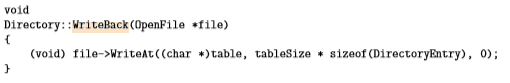 void
Directory::WriteBack(OpenFile *file)
{
(void) file->WriteAt((char *)table, tableSize * sizeof(DirectoryEntry), 0);
}